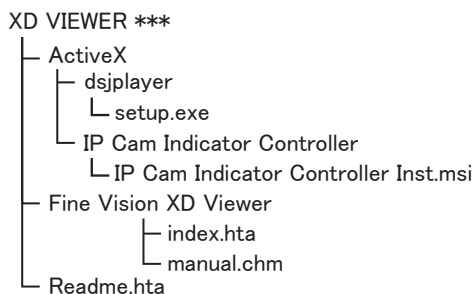 XD VIEWER ***
ActiveX
dsjplayer
setup.exe
IP Cam Indicator Controller
IP Cam Indicator Controller Inst.msi
Fine Vision XD Viewer
index.hta
manual.chm
Readme.hta